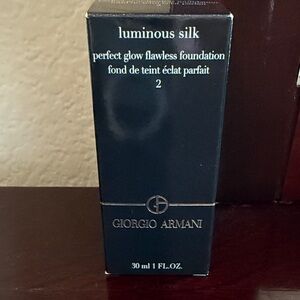 luminous silk
perfect glow flawless foundation
fond de teint éclat parfait
2
GIORGIO ARMANI
30 ml 1 FL.OZ.